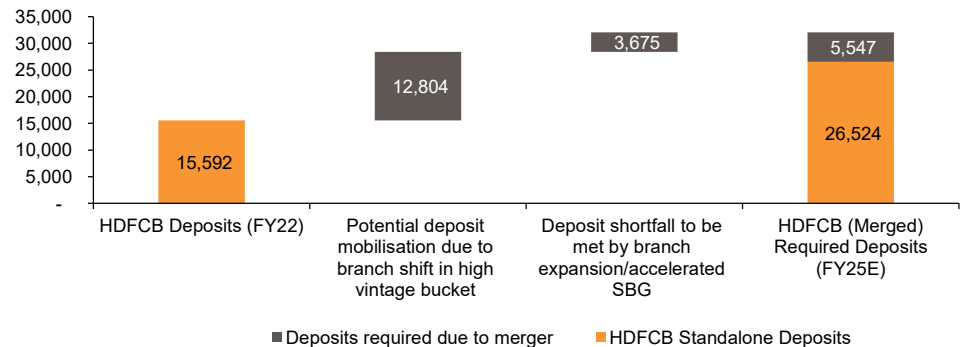 35,000
30,000
25,000
20,000
15,000
10,000
5,000
-
15,592
12,804
3,675
5,547
26,524
HDFCB Deposits (FY22)
Potential deposit
mobilisation due to
branch shift in high
vintage bucket
Deposit shortfall to be
met by branch
expansion/accelerated
SBG
HDFCB (Merged)
Required Deposits
(FY25E)
Deposits required due to merger
HDFCB Standalone Deposits